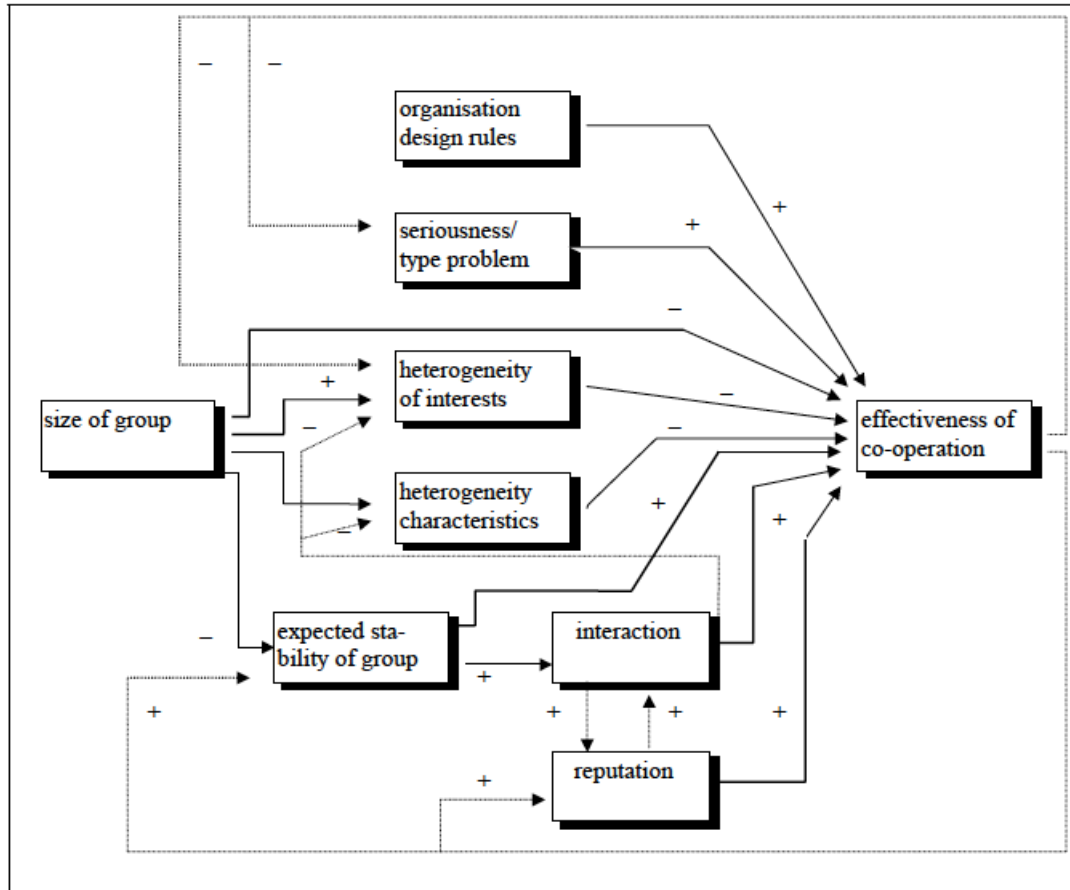 – –
organisation
design rules
+
seriousness/
type problem
+
–
heterogeneity
of interests
+
–
–
size of group
effectiveness of
co-operation
–
heterogeneity
characteristics
–
+
+
expected sta-
bility of group
–
+
interaction
+
+
+
+
reputation
+